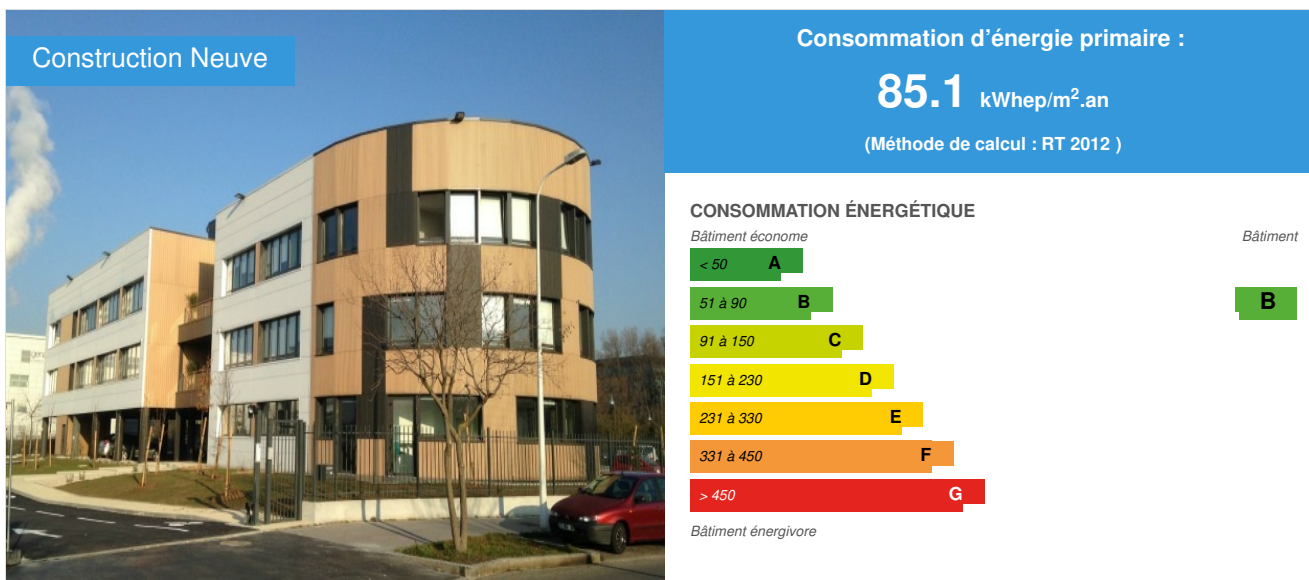 Construction Neuve
Consommation d'énergie primaire :
85.1 kWhep/m².an
(Méthode de calcul : RT 2012 )
CONSOMMATION ÉNERGÉTIQUE
Bâtiment économe
Bâtiment
< 50 A
51 à 90 B
B
91 à 150 C
151 à 230 D
231 à 330 E
331 à 450 F
> 450 G
Bâtiment énergivore